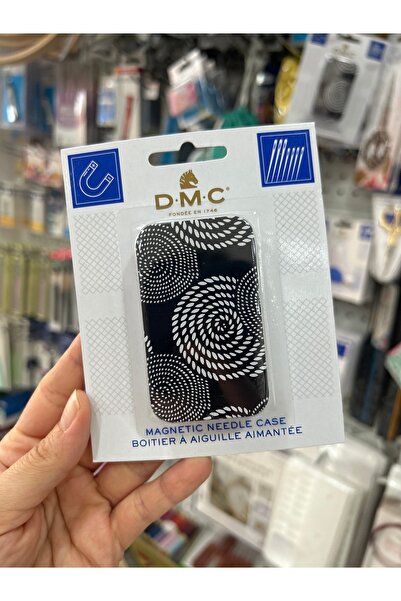 D·M·C®
FONDÉE EN 1746
MAGNETIC NEEDLE CASE
BOITIER À AIGUILLE AIMANTÉE